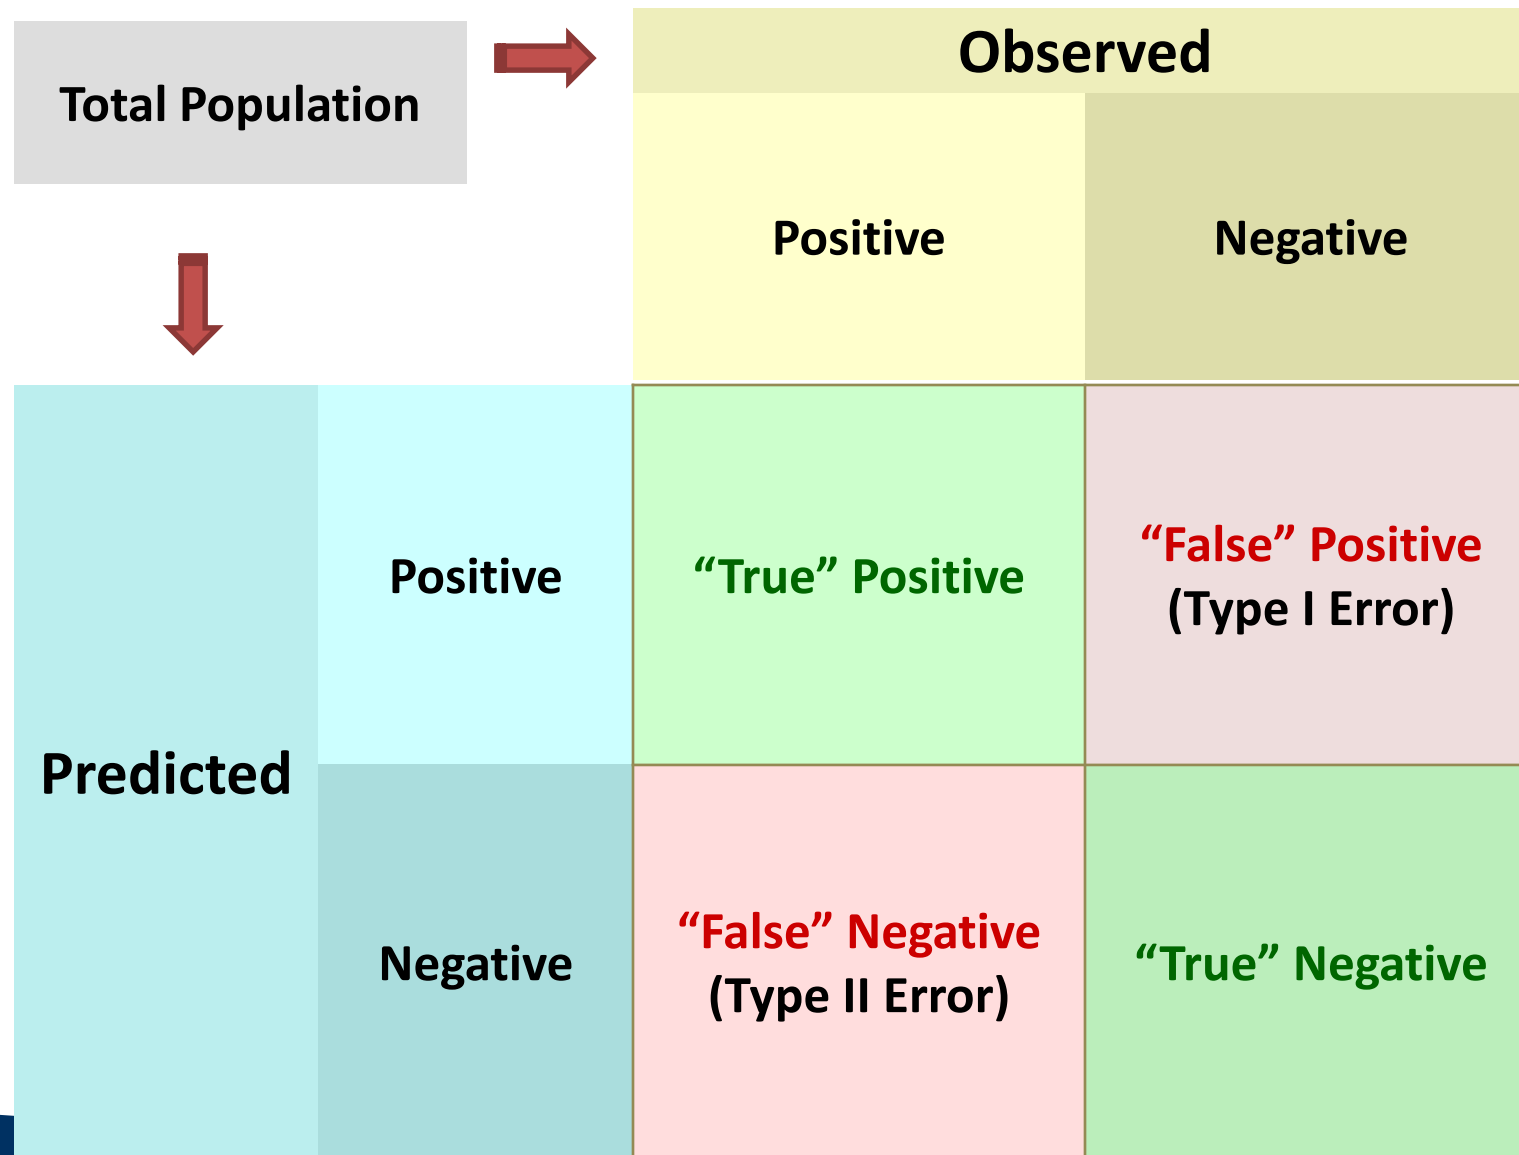 Total Population
Observed
Positive
Negative
Predicted
Positive
“True” Positive
“False” Positive
(Type I Error)
Negative
“False” Negative
(Type II Error)
“True” Negative